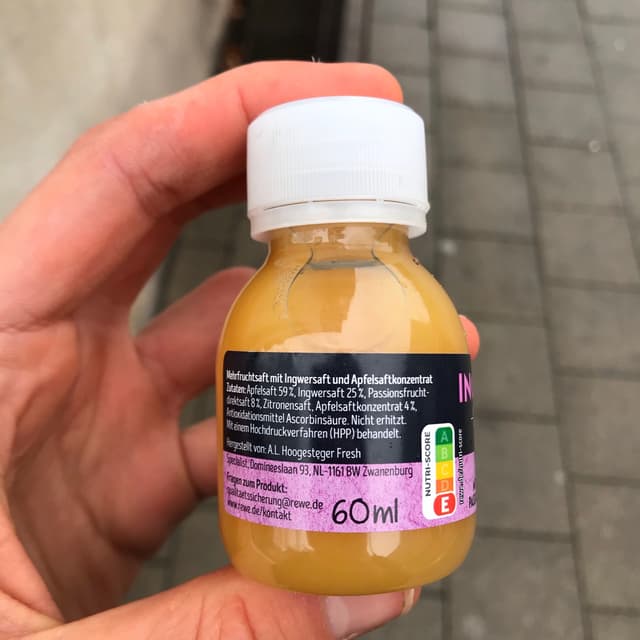 Mehrfruchtsaft mit Ingwersaft und Apfelsaftkonzentrat
Zutaten: Apfelsaft 59%, Ingwersaft 25%, Passionsfrucht-
direktsaft 8%, Zitronensaft, Apfelsaftkonzentrat 4%,
Antioxidationsmittel Ascorbinsäure. Nicht erhitzt.
Mit einem Hochdruckverfahren (HPP) behandelt.
Hergestellt von: A.L. Hoogesteger Fresh
Specialist, Domineeslaan 93, NL-1161 BW Zwanenburg
Fragen zum Produkt:
qualitaetssicherung@rewe.de
www.rewe.de/kontakt
60ml
NUTRI-SCORE
A
B
C
D
E
IN